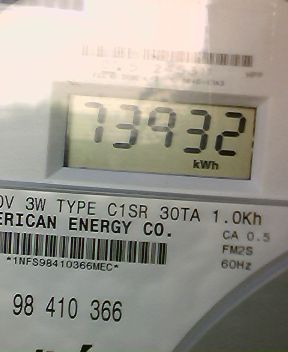 73932
kWh
0V 3W TYPE C1SR 30TA 1.0Kh
ERICAN ENERGY CO.
CA 0.5
FM2S
*1NFS98410366MEC*
60Hz
98 410 366